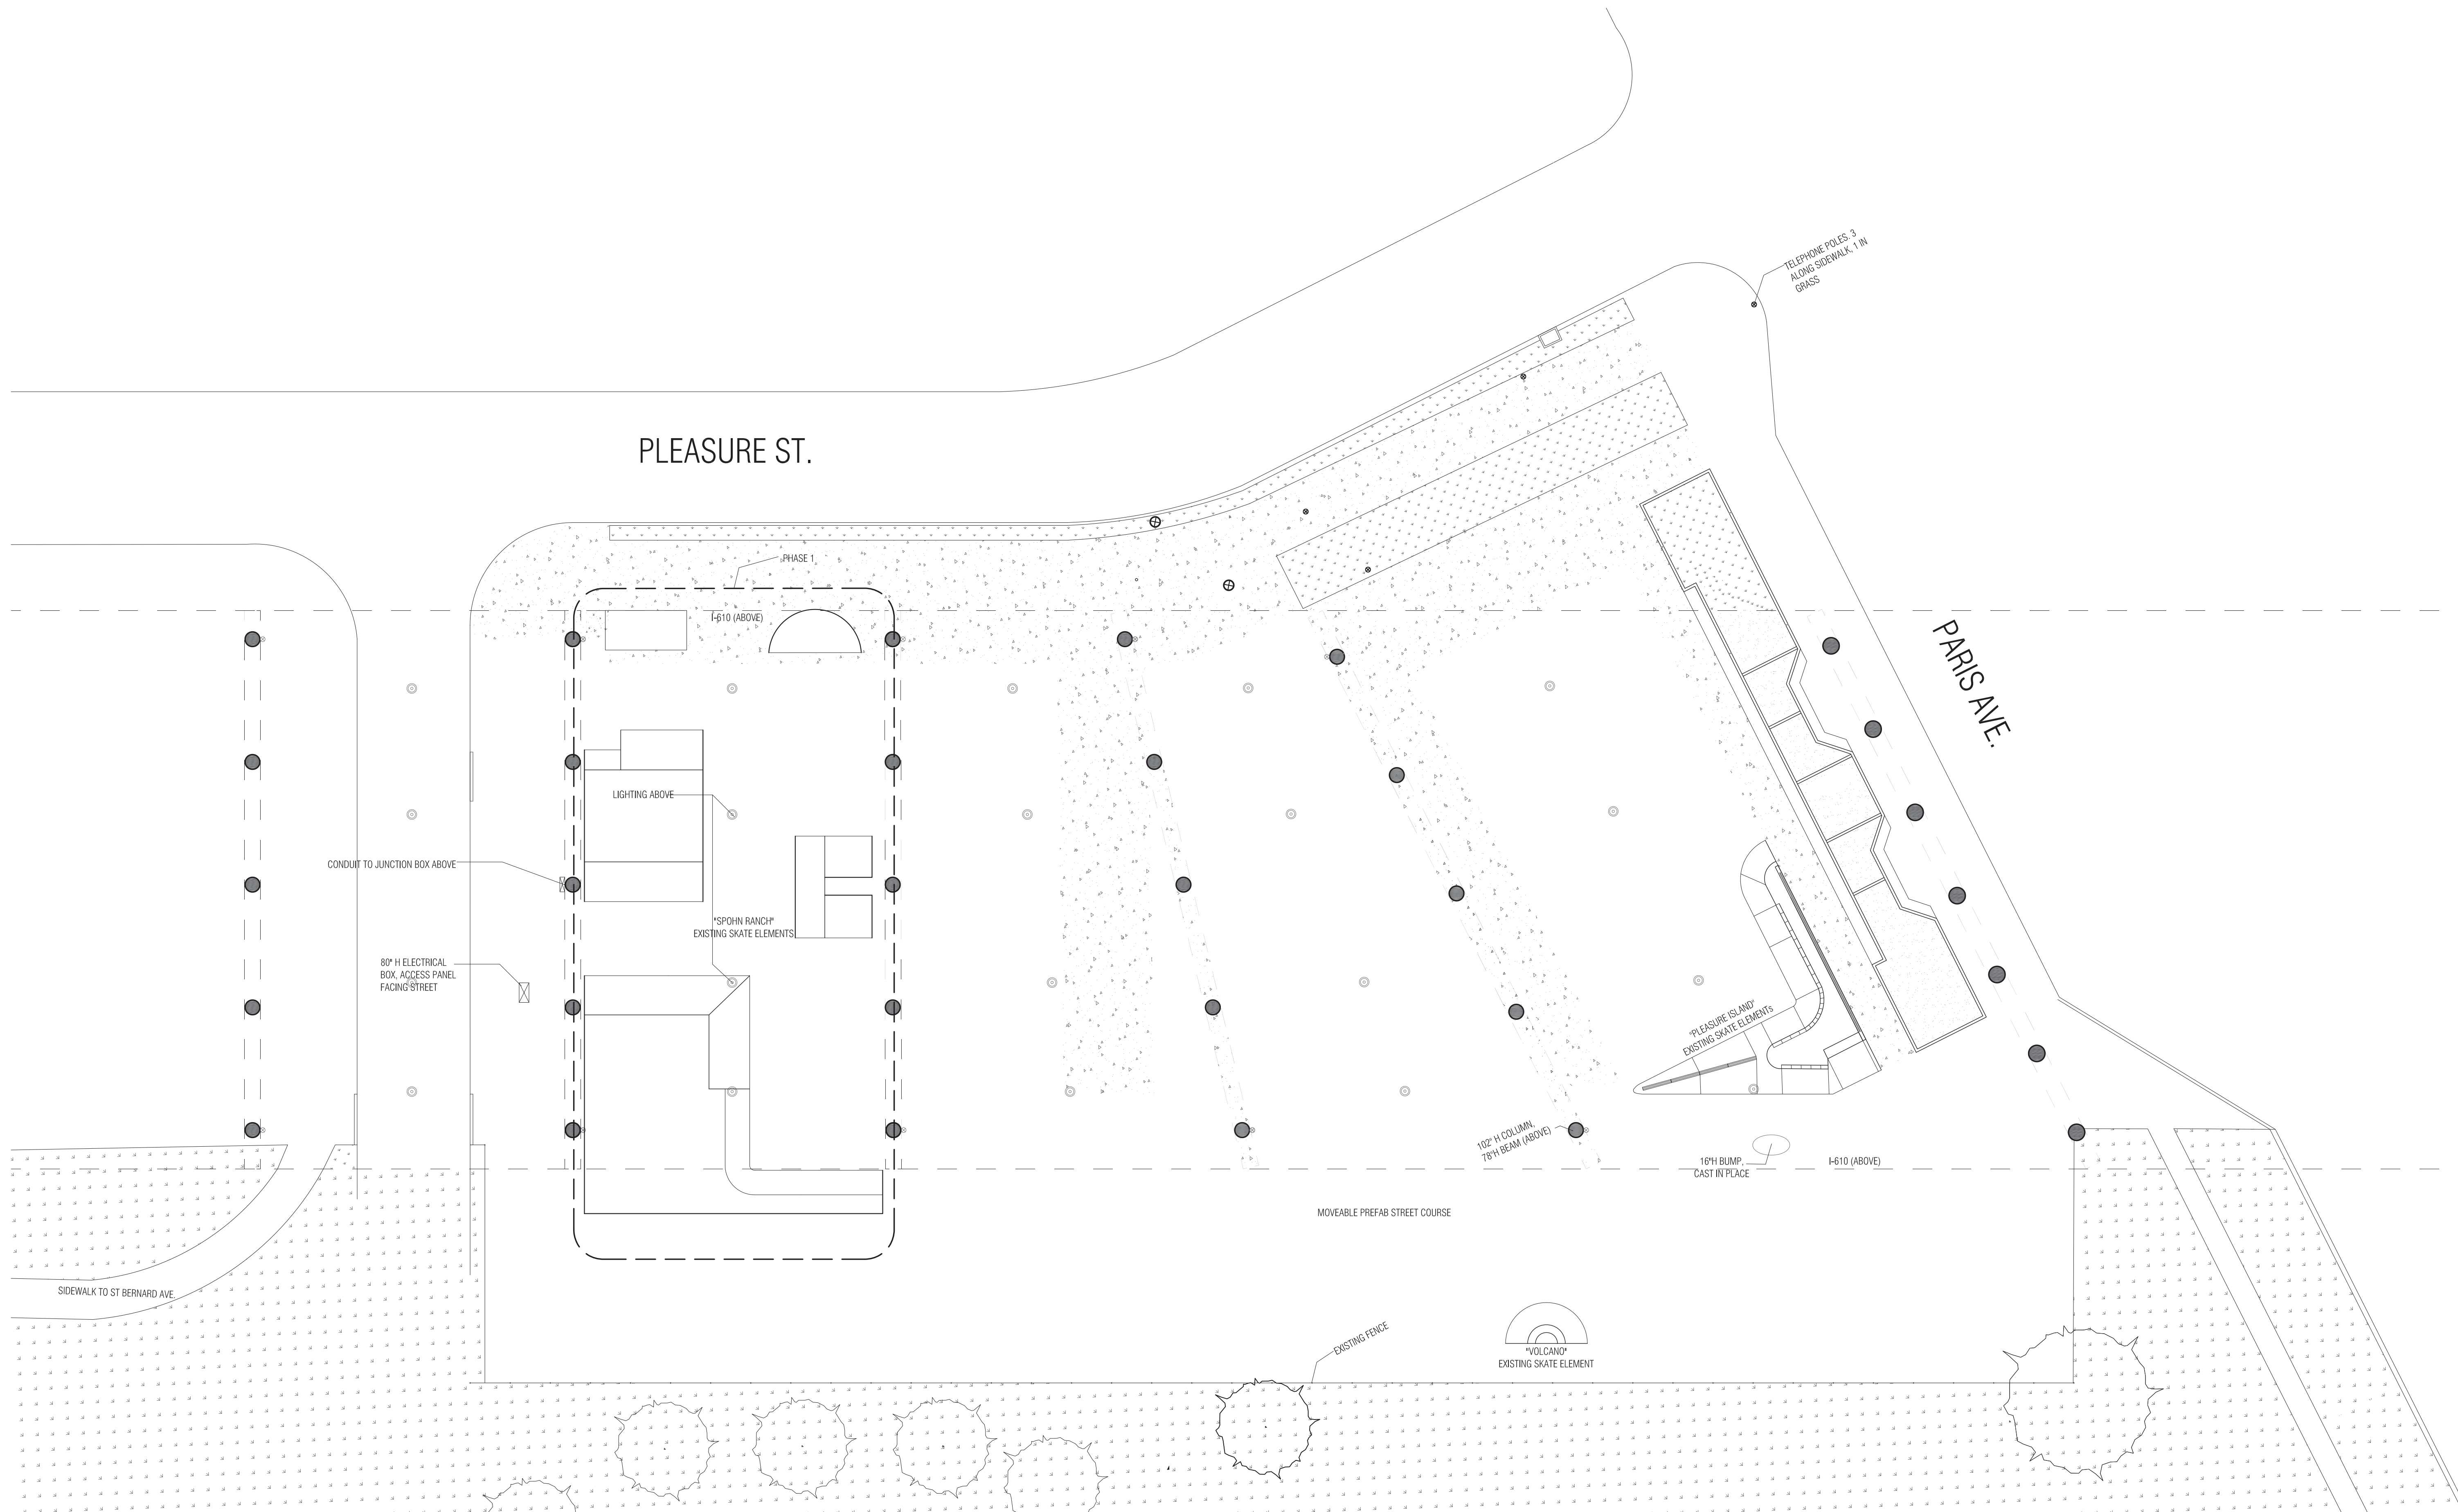 TELEPHONE POLES. 3
ALONG SIDEWALK, 1 IN
GRASS
PLEASURE ST.
PHASE 1
I-610 (ABOVE)
PARIS AVE.
LIGHTING ABOVE
CONDUIT TO JUNCTION BOX ABOVE
"SPOHN RANCH"
EXISTING SKATE ELEMENTS
80" H ELECTRICAL
BOX, ACCESS PANEL
FACING STREET
"PLEASURE ISLAND"
EXISTING SKATE ELEMENTs
102" H COLUMN,
78"H BEAM (ABOVE)
16"H BUMP,
CAST IN PLACE
I-610 (ABOVE)
MOVEABLE PREFAB STREET COURSE
SIDEWALK TO ST BERNARD AVE.
EXISTING FENCE
"VOLCANO"
EXISTING SKATE ELEMENT